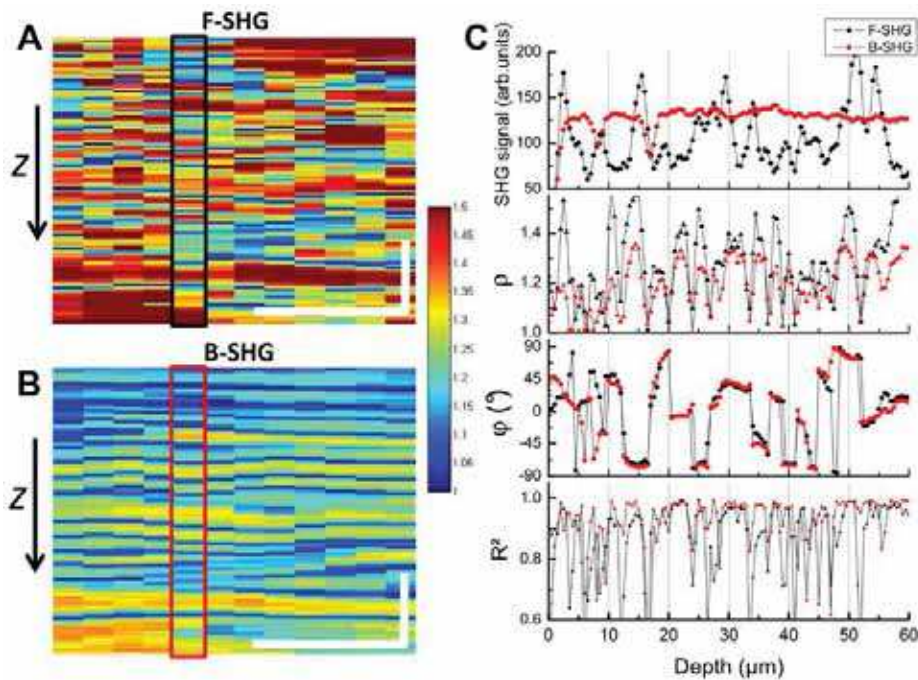 A
F-SHG
Z
B
B-SHG
Z
1.5
1.45
1.4
1.35
1.3
1.25
1.2
1.15
1.1
1.05
1
C
F-SHG
B-SHG
SHG signal (arb.units)
200
150
100
50
ρ
1.4
1.2
1.0
φ (°)
90
45
0
-45
-90
R²
1.0
0.8
0.6
0 10 20 30 40 50 60
Depth (μm)